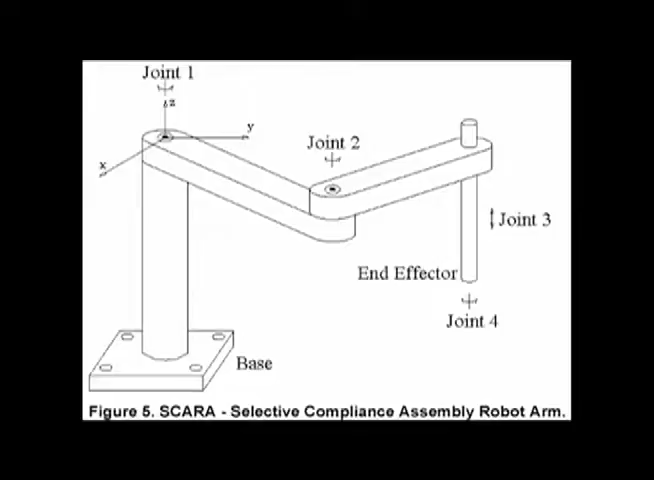 Joint 1
z
y
x
Joint 2
Joint 3
End Effector
Joint 4
Base
Figure 5. SCARA - Selective Compliance Assembly Robot Arm.